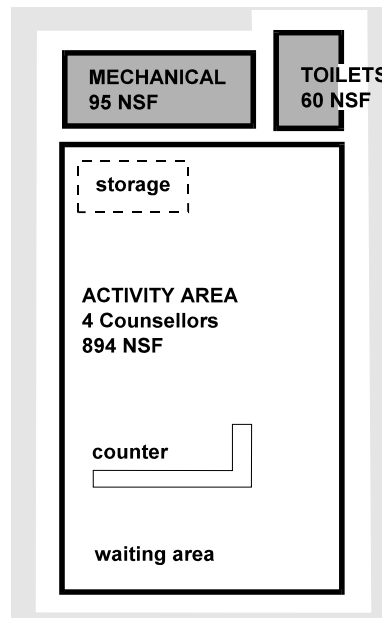 MECHANICAL
95 NSF
TOILETS
60 NSF
storage
ACTIVITY AREA
4 Counsellors
894 NSF
counter
waiting area